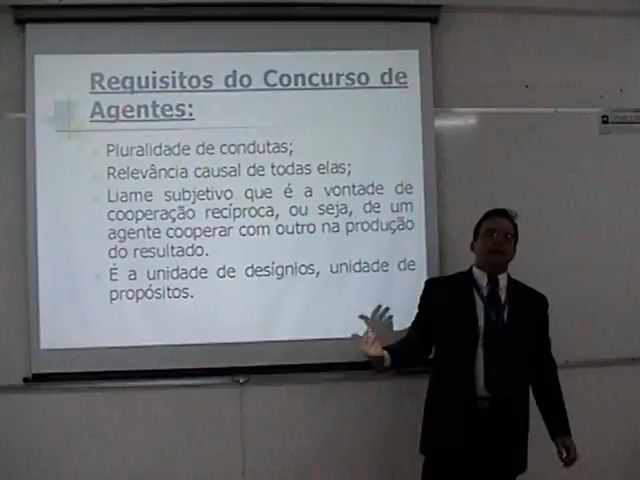 Requisitos do Concurso de
Agentes:
Pluralidade de condutas;
Relevância causal de todas elas;
Liame subjetivo que é a vontade de
cooperação recíproca, ou seja, de um
agente cooperar com outro na produção
do resultado.
É a unidade de desígnios, unidade de
propósitos.